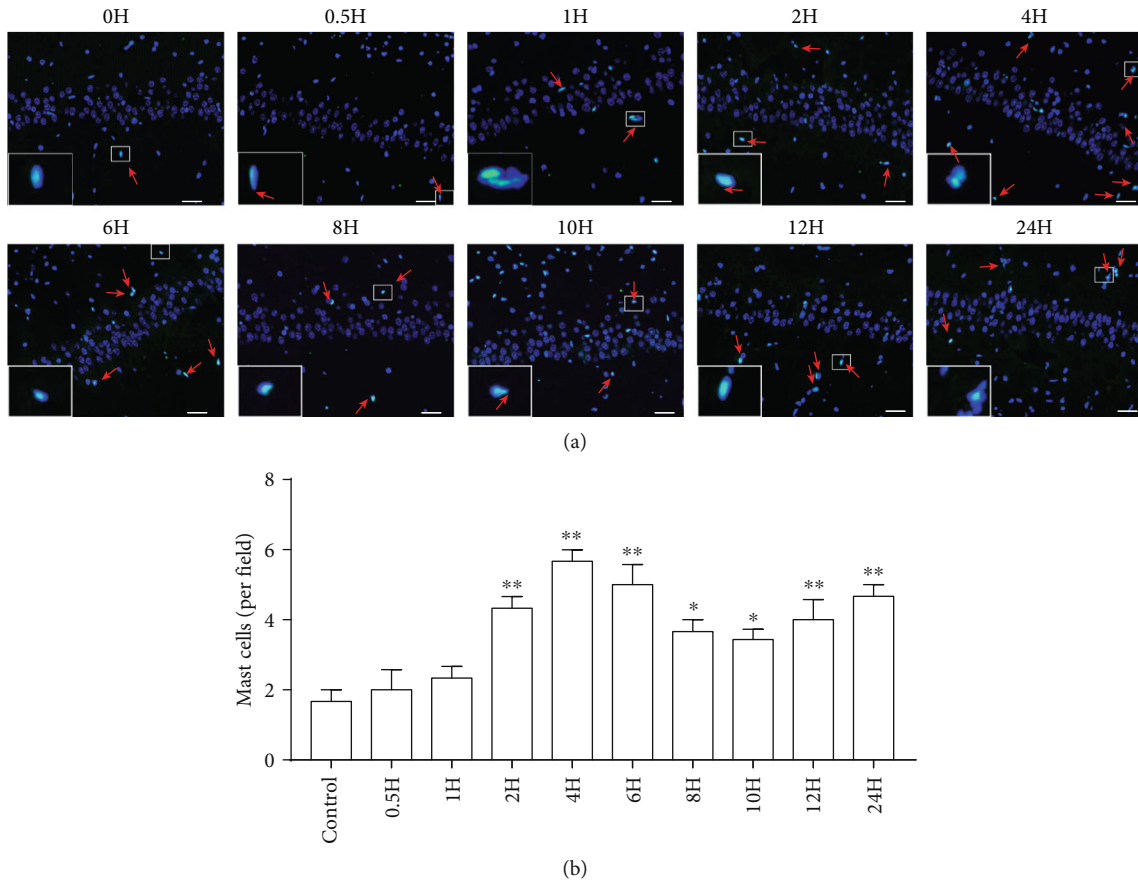 0H 0.5H 1H 2H 4H
6H 8H 10H 12H 24H
(a)
8
6
4
2
0
Mast cells (per field)
** ** ** * * ** **
Control 0.5H 1H 2H 4H 6H 8H 10H 12H 24H
(b)